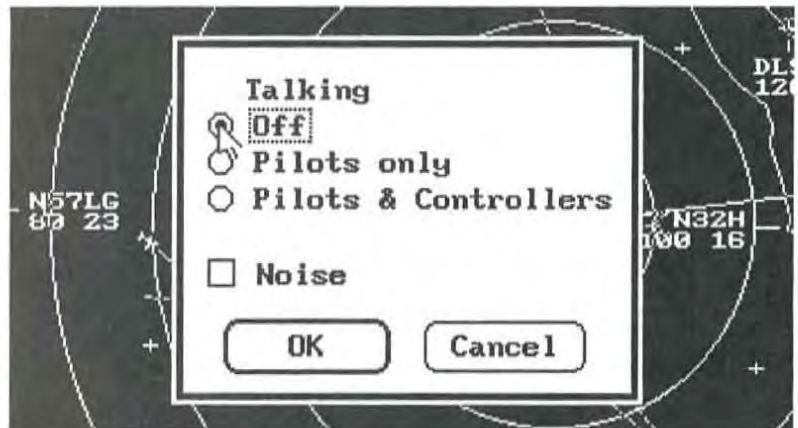 Talking
Off
Pilots only
Pilots & Controllers
Noise
OK
Cancel
N57LG
80 23
N32H
100 16